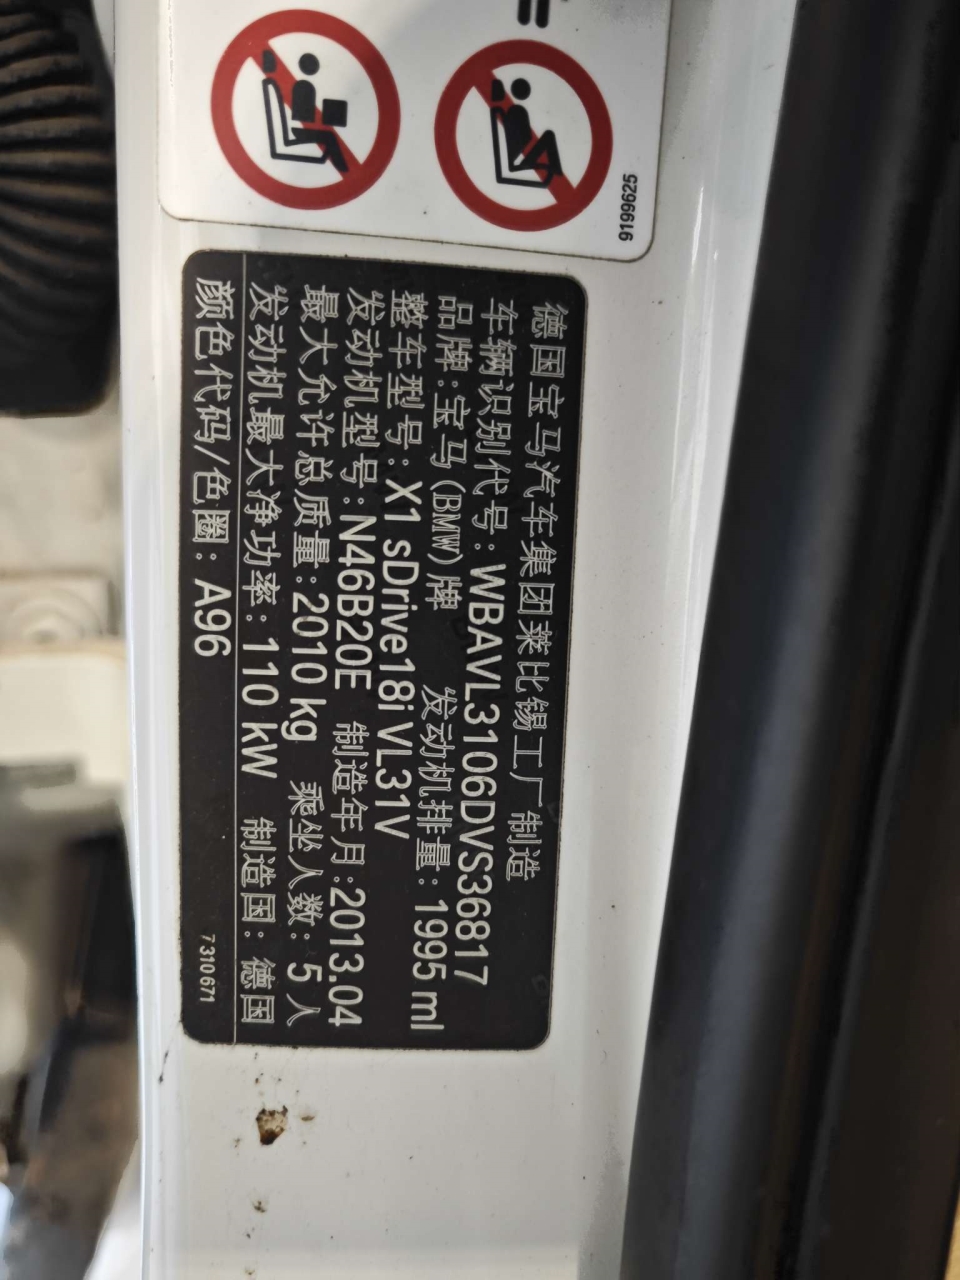 9199625
德国宝马汽车集团莱比锡工厂 制造
车辆识别代号:WBAVL3106DVS36817
品牌:宝马(BMW)牌 发动机排量:1995 ml
整车型号:X1 sDrive18i VL31V
发动机型号:N46B20E 制造年月:2013.04
最大允许总质量:2010 kg 乘坐人数:5 人
发动机最大净功率:110 kW 制造国:德国
颜色代码/色圈: A96
7 310 671